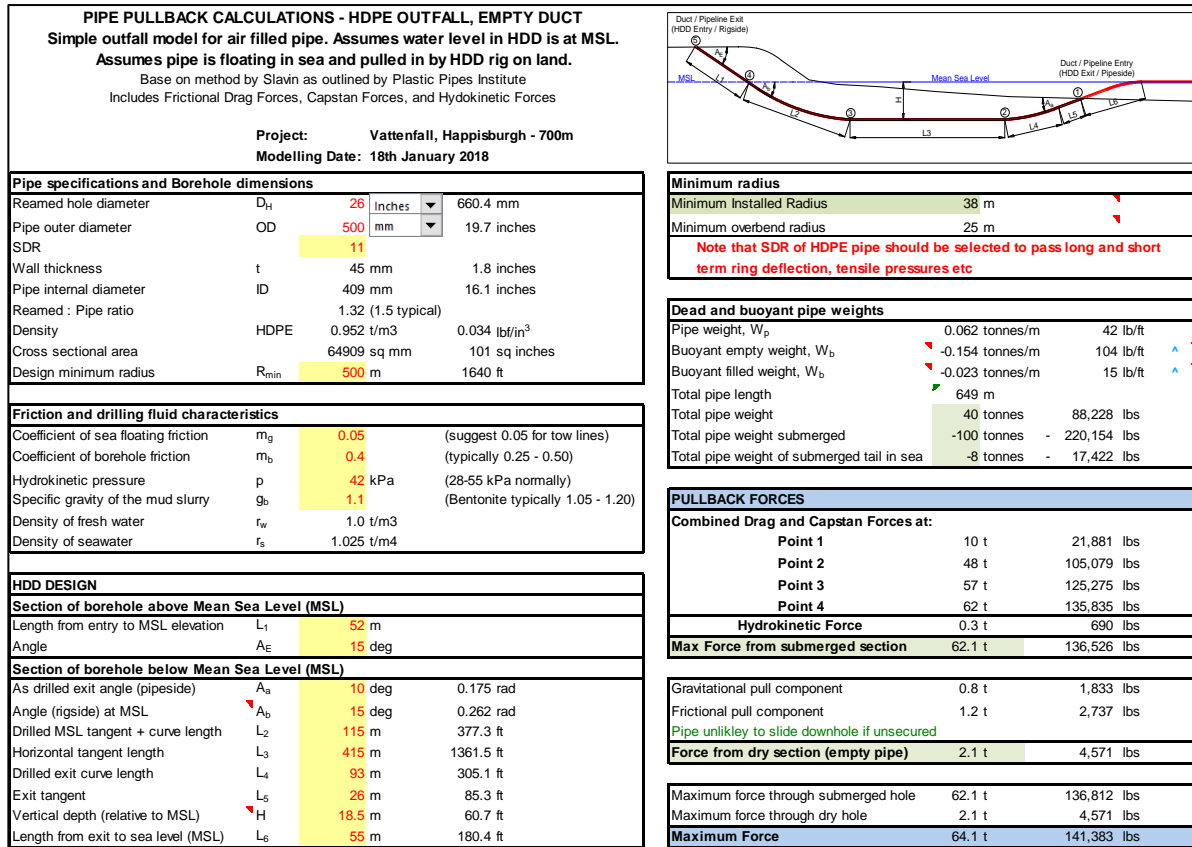 PIPE PULLBACK CALCULATIONS - HDPE OUTFALL, EMPTY DUCT
Simple outfall model for air filled pipe. Assumes water level in HDD is at MSL.
Assumes pipe is floating in sea and pulled in by HDD rig on land.
Base on method by Slavin as outlined by Plastic Pipes Institute
Includes Frictional Drag Forces, Capstan Forces, and Hydokinetic Forces
Project: Vattenfall, Happisburgh - 700m
Modelling Date: 18th January 2018
Duct / Pipeline Exit
(HDD Entry / Rigside)
5
A_E
L1
MSL
4
A_b
Mean Sea Level
Duct / Pipeline Entry
(HDD Exit / Pipeside)
L2
H
3
2
A_a
1
L3
L4
L5
L6
Pipe specifications and Borehole dimensions
Reamed hole diameter D_H 26 Inches 660.4 mm
Pipe outer diameter OD 500 mm 19.7 inches
SDR 11
Wall thickness t 45 mm 1.8 inches
Pipe internal diameter ID 409 mm 16.1 inches
Reamed : Pipe ratio 1.32 (1.5 typical)
Density HDPE 0.952 t/m3 0.034 lbf/in³
Cross sectional area 64909 sq mm 101 sq inches
Design minimum radius R_min 500 m 1640 ft
Friction and drilling fluid characteristics
Coefficient of sea floating friction m_g 0.05 (suggest 0.05 for tow lines)
Coefficient of borehole friction m_b 0.4 (typically 0.25 - 0.50)
Hydrokinetic pressure p 42 kPa (28-55 kPa normally)
Specific gravity of the mud slurry g_b 1.1 (Bentonite typically 1.05 - 1.20)
Density of fresh water r_w 1.0 t/m3
Density of seawater r_s 1.025 t/m4
HDD DESIGN
Section of borehole above Mean Sea Level (MSL)
Length from entry to MSL elevation L_1 52 m
Angle A_E 15 deg
Section of borehole below Mean Sea Level (MSL)
As drilled exit angle (pipeside) A_a 10 deg 0.175 rad
Angle (rigside) at MSL A_b 15 deg 0.262 rad
Drilled MSL tangent + curve length L_2 115 m 377.3 ft
Horizontal tangent length L_3 415 m 1361.5 ft
Drilled exit curve length L_4 93 m 305.1 ft
Exit tangent L_5 26 m 85.3 ft
Vertical depth (relative to MSL) H 18.5 m 60.7 ft
Length from exit to sea level (MSL) L_6 55 m 180.4 ft
Minimum radius
Minimum Installed Radius 38 m
Minimum overbend radius 25 m
Note that SDR of HDPE pipe should be selected to pass long and short
term ring deflection, tensile pressures etc
Dead and buoyant pipe weights
Pipe weight, W_p 0.062 tonnes/m 42 lb/ft
Buoyant empty weight, W_b -0.154 tonnes/m 104 lb/ft ^
Buoyant filled weight, W_b -0.023 tonnes/m 15 lb/ft ^
Total pipe length 649 m
Total pipe weight 40 tonnes 88,228 lbs
Total pipe weight submerged -100 tonnes - 220,154 lbs
Total pipe weight of submerged tail in sea -8 tonnes - 17,422 lbs
PULLBACK FORCES
Combined Drag and Capstan Forces at:
Point 1 10 t 21,881 lbs
Point 2 48 t 105,079 lbs
Point 3 57 t 125,275 lbs
Point 4 62 t 135,835 lbs
Hydrokinetic Force 0.3 t 690 lbs
Max Force from submerged section 62.1 t 136,526 lbs
Gravitational pull component 0.8 t 1,833 lbs
Frictional pull component 1.2 t 2,737 lbs
Pipe unlikley to slide downhole if unsecured
Force from dry section (empty pipe) 2.1 t 4,571 lbs
Maximum force through submerged hole 62.1 t 136,812 lbs
Maximum force through dry hole 2.1 t 4,571 lbs
Maximum Force 64.1 t 141,383 lbs